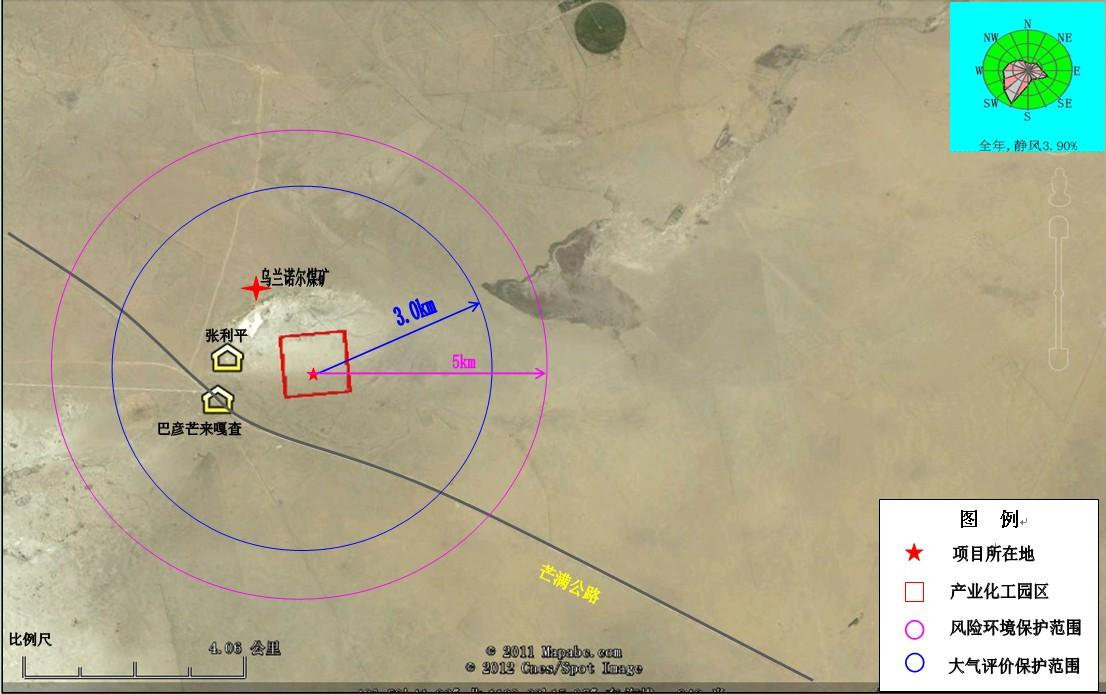 N
NW
NE
W
E
SW
SE
S
全年,静风3.90%
乌兰诺尔煤矿
3.0km
张利平
5km
巴彦芒来嘎查
芒满公路
图 例
项目所在地
产业化工园区
风险环境保护范围
大气评价保护范围
比例尺
4.06 公里
© 2011 Mapabc.com
© 2012 Cnes/Spot Image